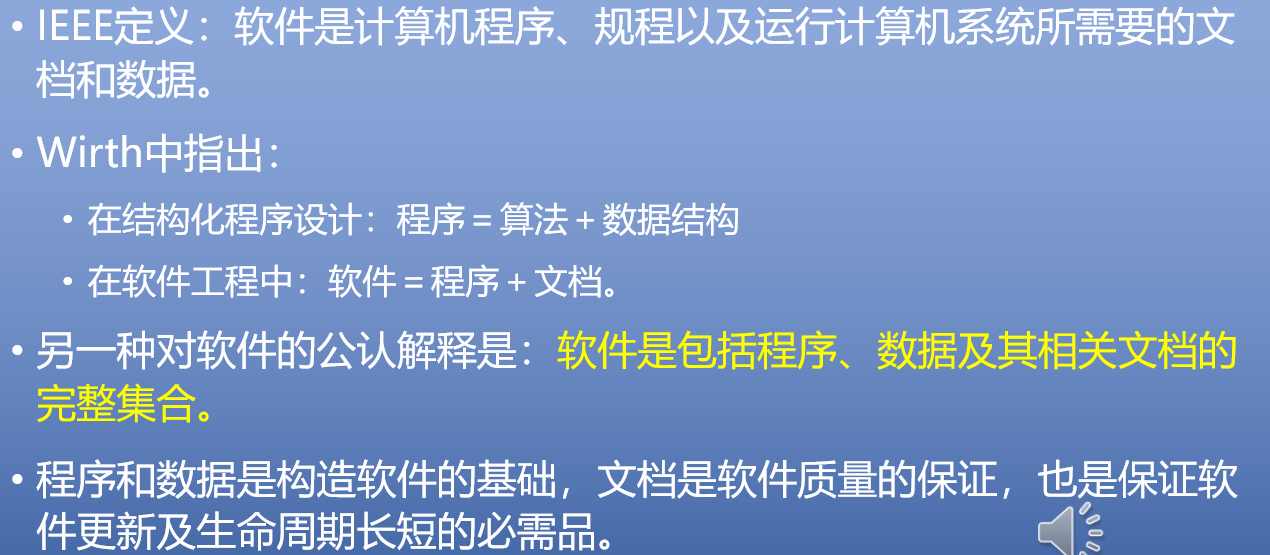 • IEEE定义：软件是计算机程序、规程以及运行计算机系统所需要的文
档和数据。
• Wirth中指出：
• 在结构化程序设计：程序 = 算法 + 数据结构
• 在软件工程中：软件 = 程序 + 文档。
• 另一种对软件的公认解释是：软件是包括程序、数据及其相关文档的
完整集合。
• 程序和数据是构造软件的基础，文档是软件质量的保证，也是保证软
件更新及生命周期长短的必需品。